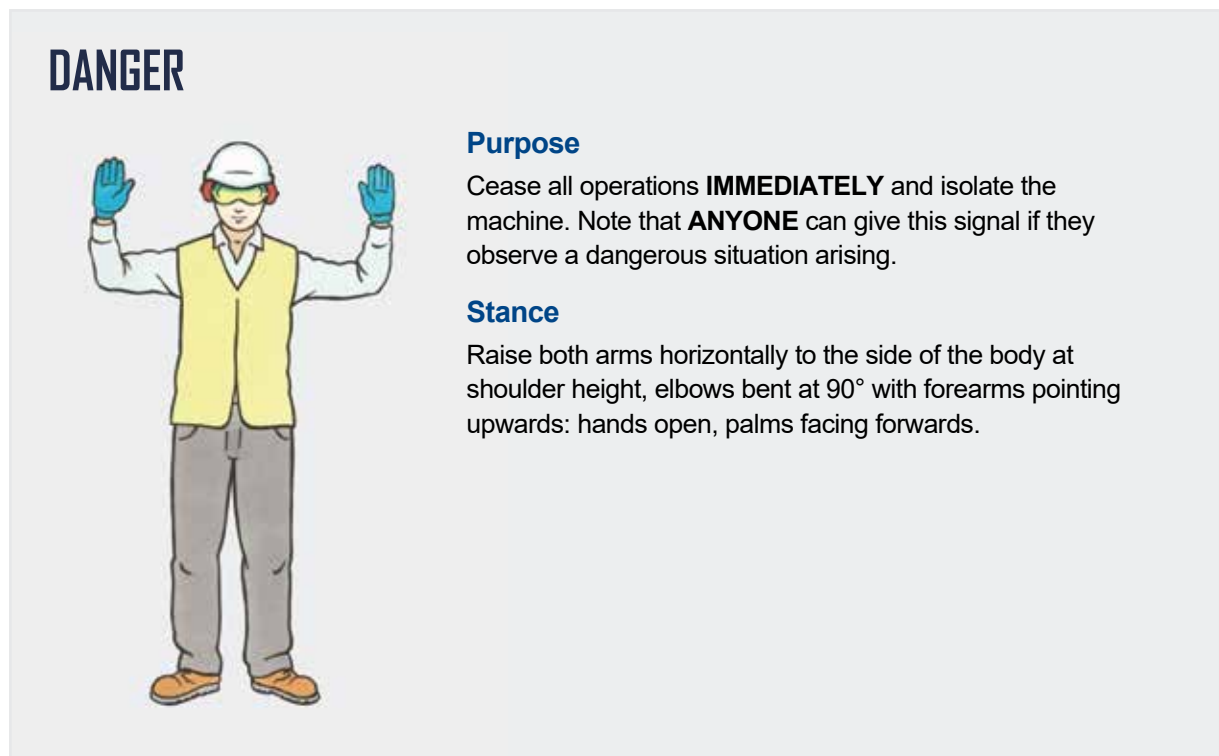 DANGER
Purpose
Cease all operations IMMEDIATELY and isolate the
machine. Note that ANYONE can give this signal if they
observe a dangerous situation arising.
Stance
Raise both arms horizontally to the side of the body at
shoulder height, elbows bent at 90° with forearms pointing
upwards: hands open, palms facing forwards.